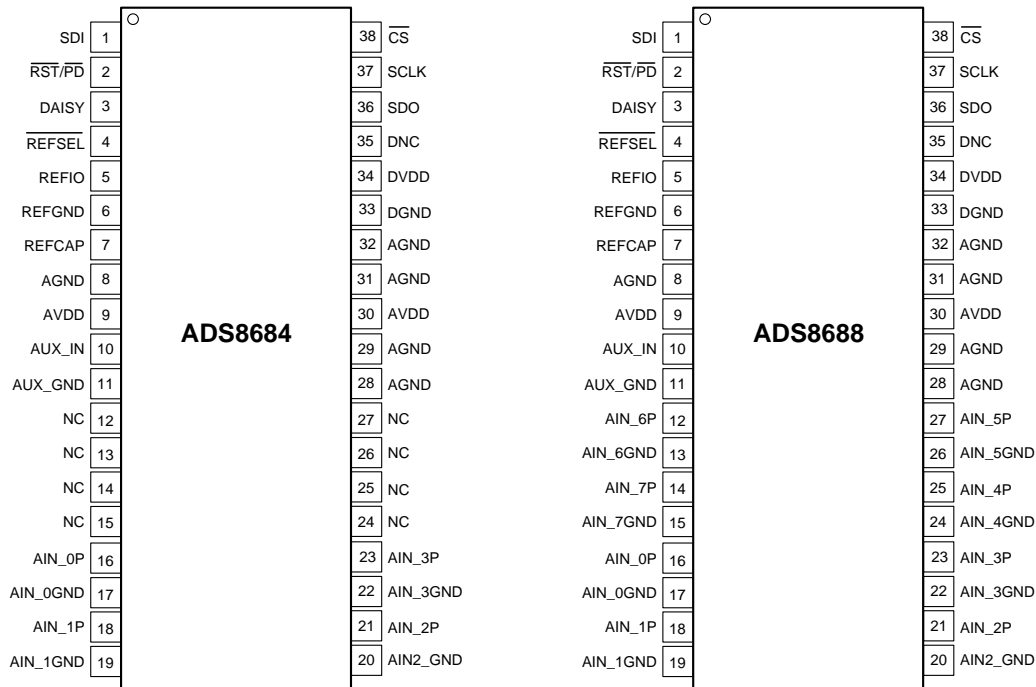 SDI 1 38 CS SDI 1 38 CS
RST/PD 2 37 SCLK RST/PD 2 37 SCLK
DAISY 3 36 SDO DAISY 3 36 SDO
REFSEL 4 35 DNC REFSEL 4 35 DNC
REFIO 5 34 DVDD REFIO 5 34 DVDD
REFGND 6 33 DGND REFGND 6 33 DGND
REFCAP 7 32 AGND REFCAP 7 32 AGND
AGND 8 31 AGND AGND 8 31 AGND
AVDD 9 30 AVDD AVDD 9 30 AVDD
ADS8684 ADS8688
AUX_IN 10 29 AGND AUX_IN 10 29 AGND
AUX_GND 11 28 AGND AUX_GND 11 28 AGND
NC 12 27 NC AIN_6P 12 27 AIN_5P
NC 13 26 NC AIN_6GND 13 26 AIN_5GND
NC 14 25 NC AIN_7P 14 25 AIN_4P
NC 15 24 NC AIN_7GND 15 24 AIN_4GND
AIN_0P 16 23 AIN_3P AIN_0P 16 23 AIN_3P
AIN_0GND 17 22 AIN_3GND AIN_0GND 17 22 AIN_3GND
AIN_1P 18 21 AIN_2P AIN_1P 18 21 AIN_2P
AIN_1GND 19 20 AIN2_GND AIN_1GND 19 20 AIN2_GND